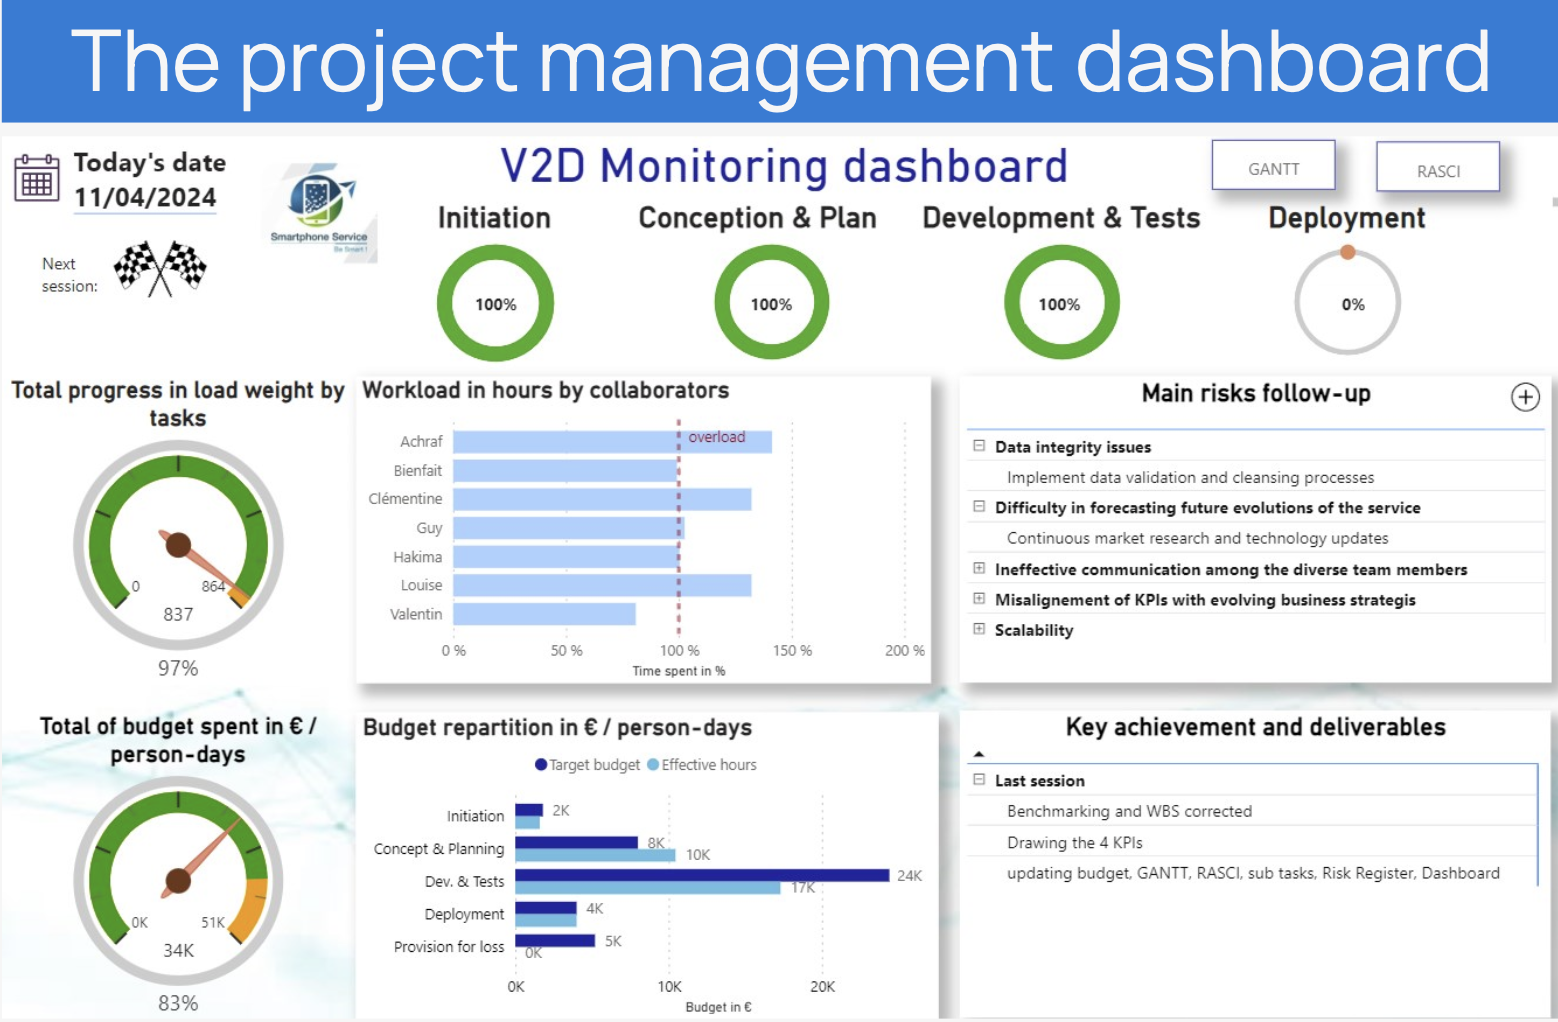 The project management dashboard
Today's date
11/04/2024
Next
session:
Smartphone Service
Be Smart !
V2D Monitoring dashboard
GANTT
RASCI
Initiation
Conception & Plan
Development & Tests
Deployment
100%
100%
100%
0%
Total progress in load weight by
tasks
0
864
837
97%
Workload in hours by collaborators
overload
Achraf
Bienfait
Clémentine
Guy
Hakima
Louise
Valentin
0 %
50 %
100 %
150 %
200 %
Time spent in %
Main risks follow-up
Data integrity issues
Implement data validation and cleansing processes
Difficulty in forecasting future evolutions of the service
Continuous market research and technology updates
Ineffective communication among the diverse team members
Misalignement of KPIs with evolving business strategis
Scalability
Total of budget spent in € /
person-days
0K
51K
34K
83%
Budget repartition in € / person-days
Target budget
Effective hours
Initiation
2K
Concept & Planning
8K
10K
Dev. & Tests
24K
17K
Deployment
4K
Provision for loss
5K
0K
0K
10K
20K
Budget in €
Key achievement and deliverables
Last session
Benchmarking and WBS corrected
Drawing the 4 KPIs
updating budget, GANTT, RASCI, sub tasks, Risk Register, Dashboard